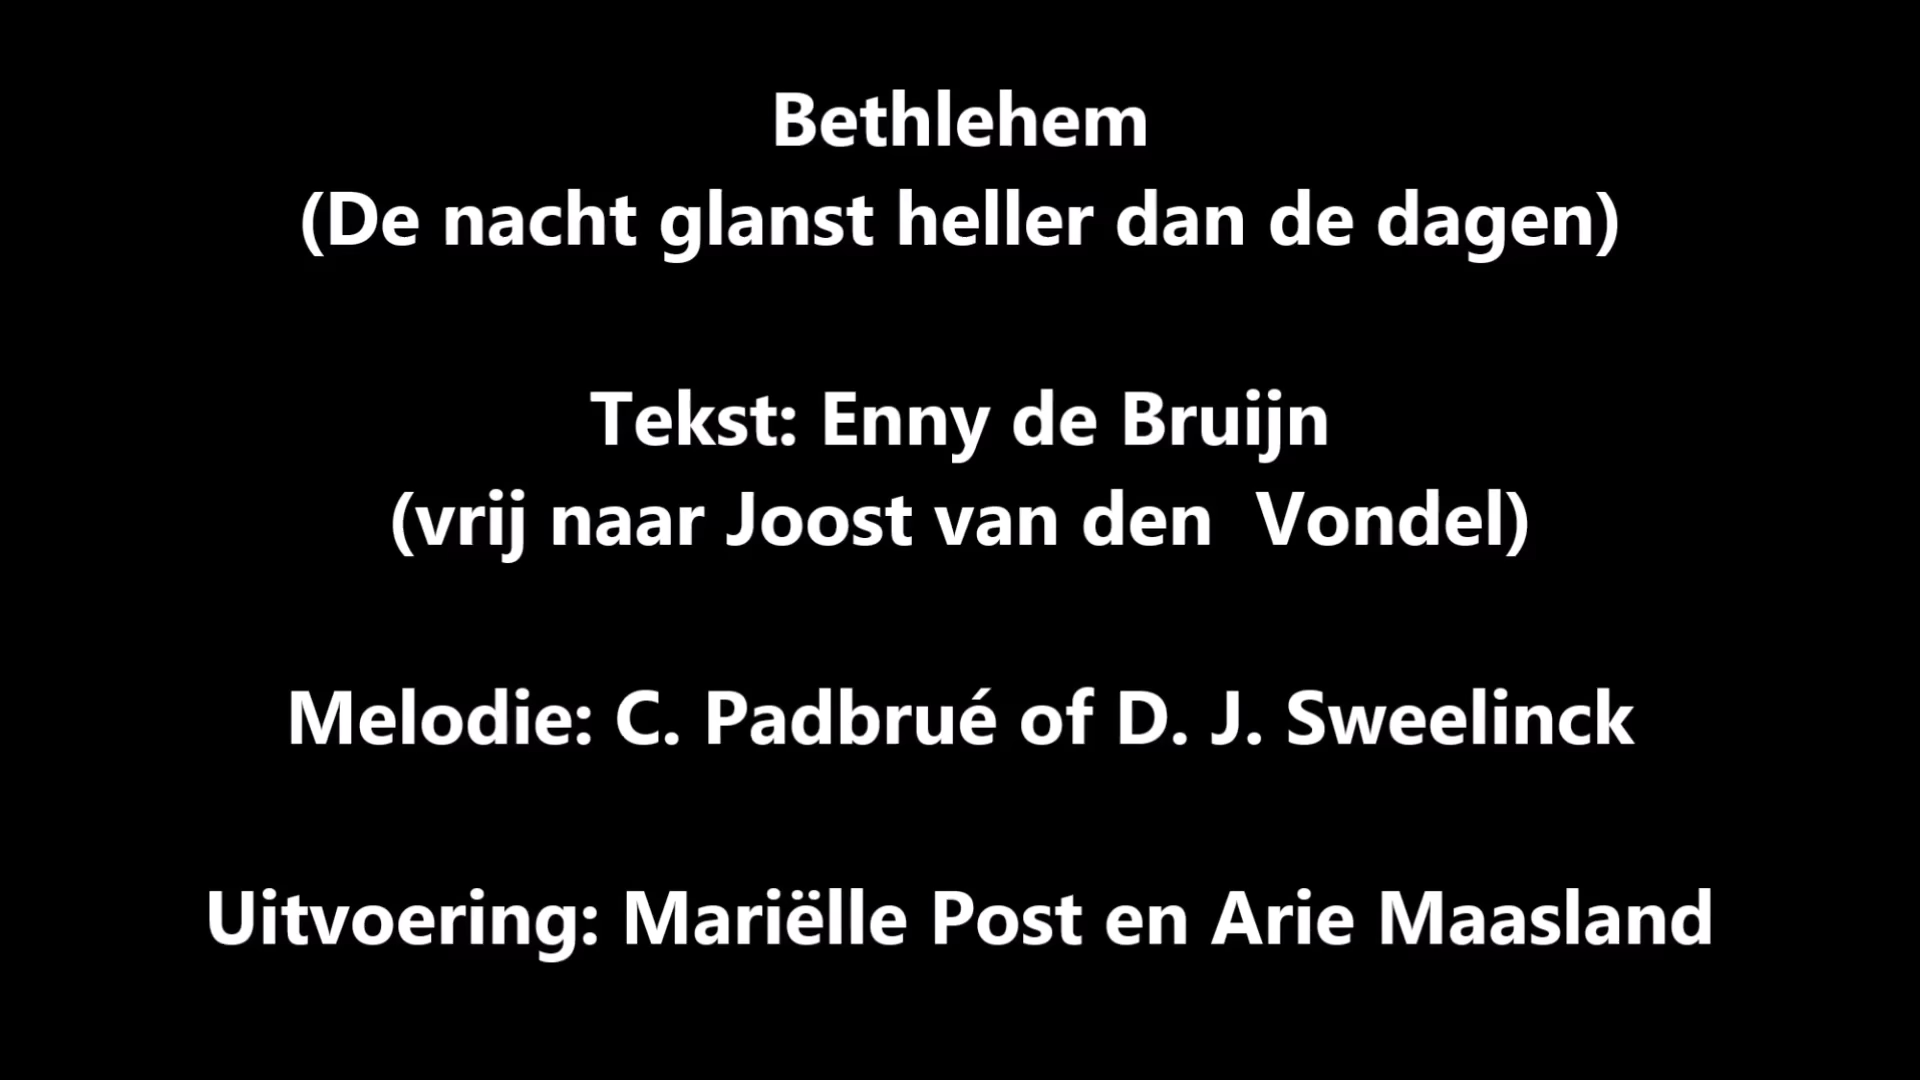 Bethlehem
(De nacht glanst heller dan de dagen)
Tekst: Enny de Bruijn
(vrij naar Joost van den  Vondel)
Melodie: C. Padbrué of D. J. Sweelinck
Uitvoering: Mariëlle Post en Arie Maasland